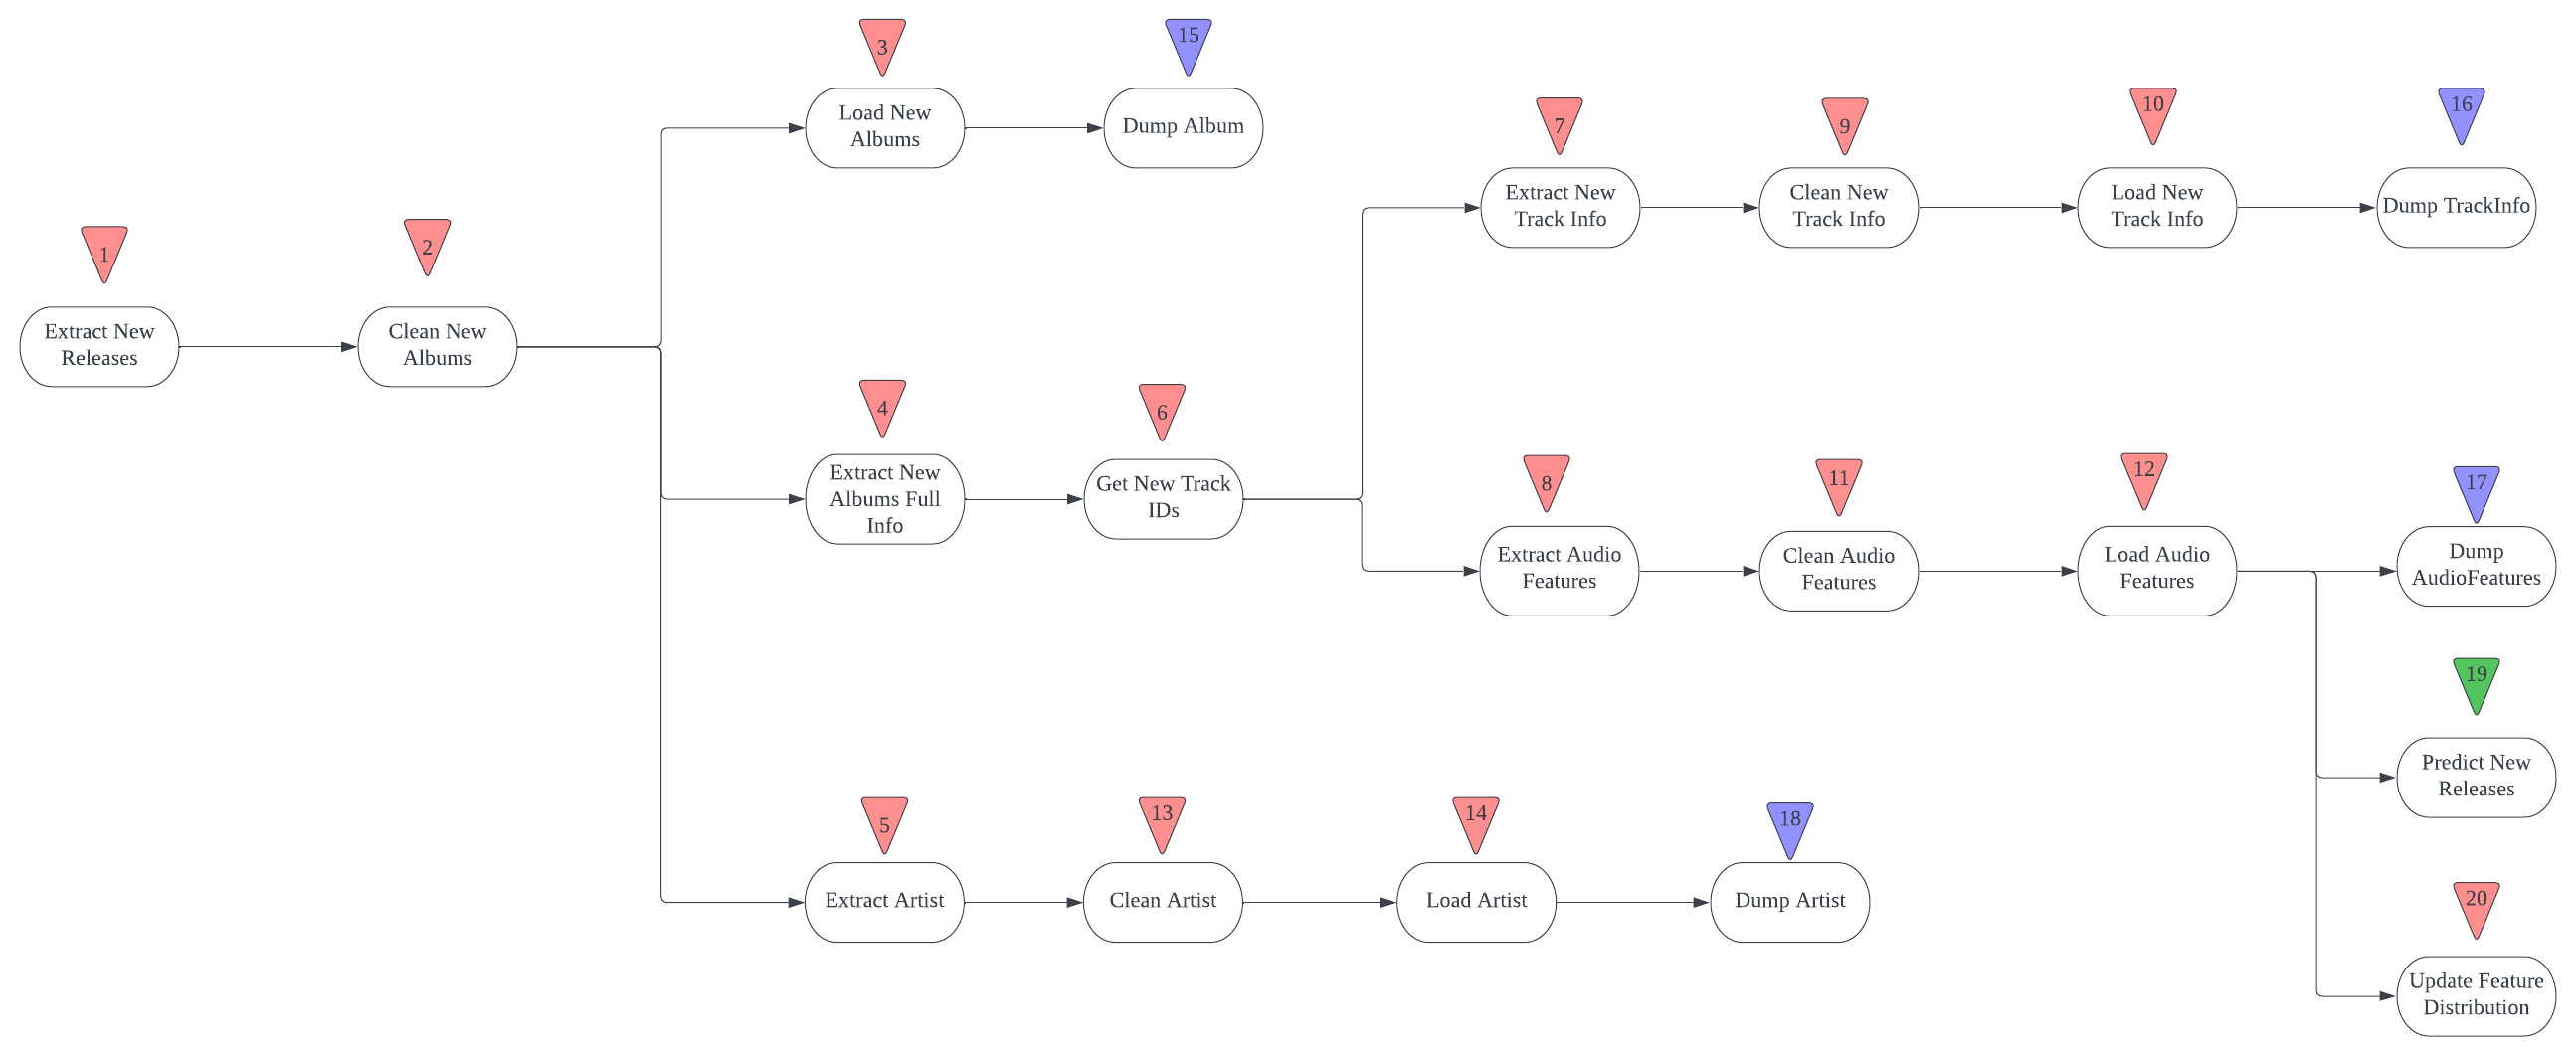 3
15
Load New
Albums
Dump Album
7
9
10
16
Extract New
Track Info
Clean New
Track Info
Load New
Track Info
Dump TrackInfo
1
2
Extract New
Releases
Clean New
Albums
4
6
Extract New
Albums Full
Info
Get New Track
IDs
8
11
12
17
Extract Audio
Features
Clean Audio
Features
Load Audio
Features
Dump
AudioFeatures
19
Predict New
Releases
5
13
14
18
Extract Artist
Clean Artist
Load Artist
Dump Artist
20
Update Feature
Distribution